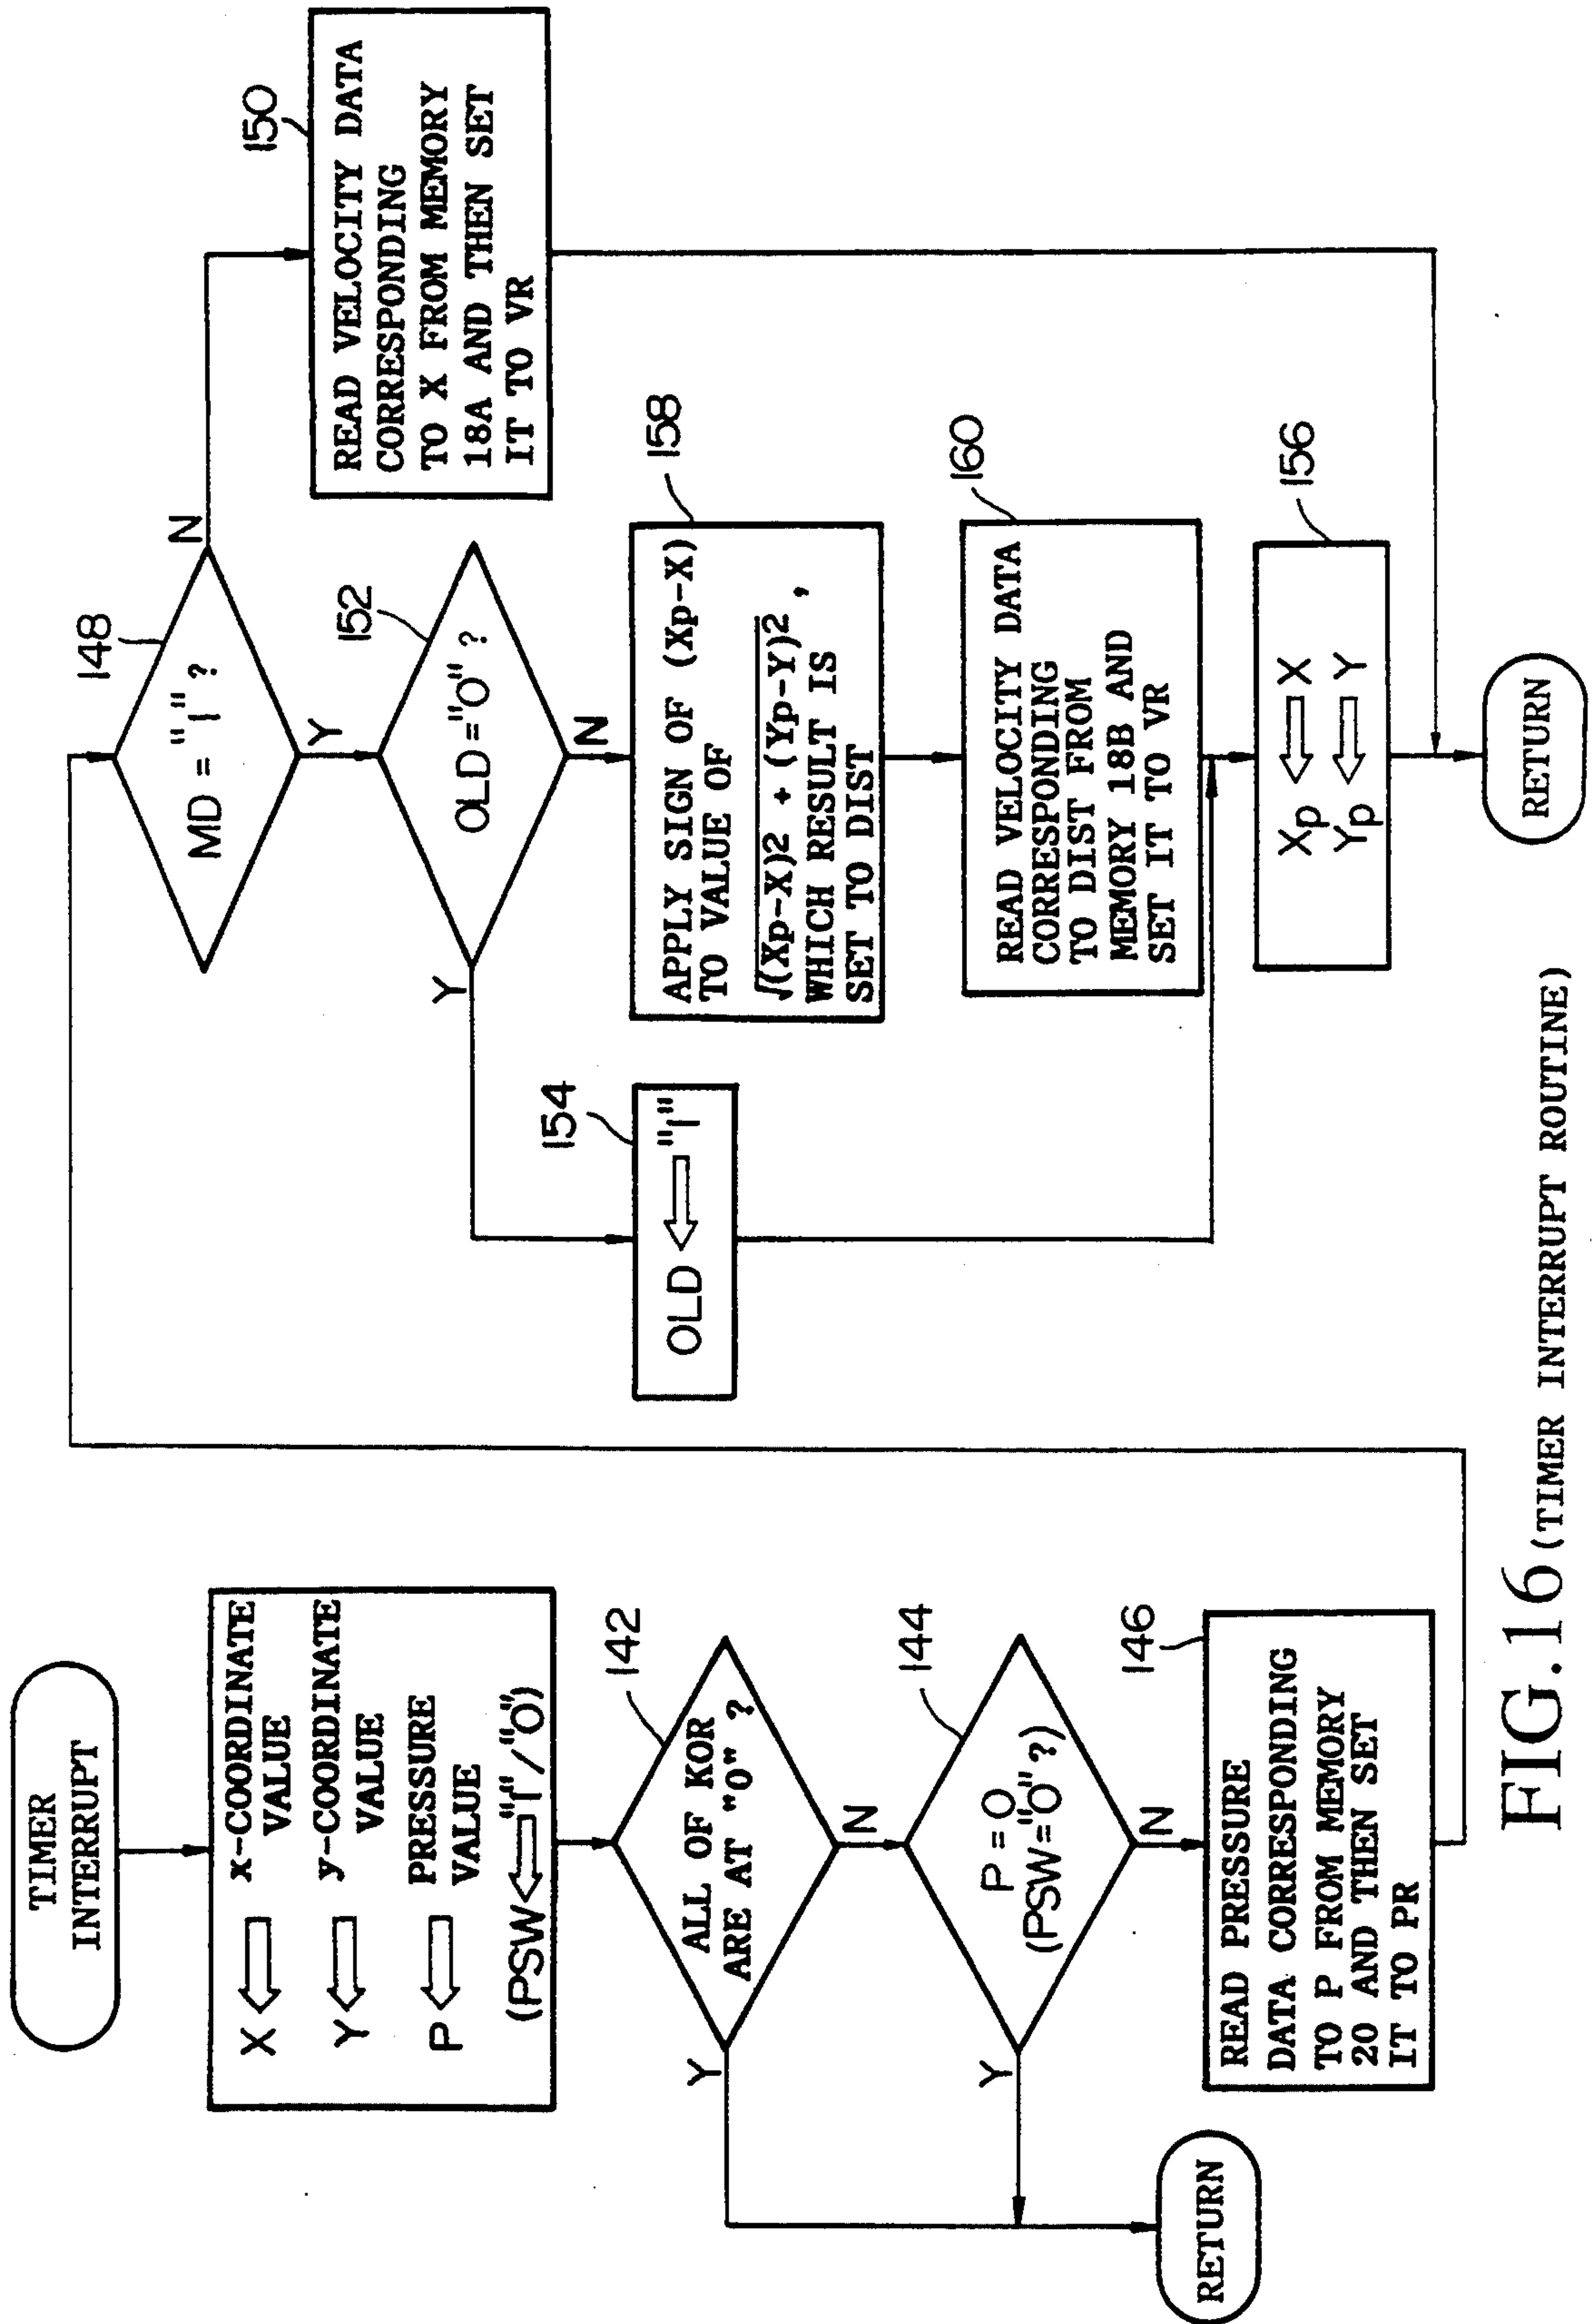 TIMER
INTERRUPT
X ⇐ x-COORDINATE
VALUE
Y ⇐ y-COORDINATE
VALUE
P ⇐ PRESSURE
VALUE
(PSW ⇐ "1"/"0")
142
ALL OF KOR
ARE AT "0" ?
Y
N
144
P = 0
(PSW="0" ?)
Y
N
146
READ PRESSURE
DATA CORRESPONDING
TO P FROM MEMORY
20 AND THEN SET
IT TO PR
RETURN
148
MD = "1" ?
N
Y
150
READ VELOCITY DATA
CORRESPONDING
TO X FROM MEMORY
18A AND THEN SET
IT TO VR
152
OLD = "0" ?
Y
N
154
OLD ⇐ "1"
158
APPLY SIGN OF (Xp-X)
TO VALUE OF
√(Xp-X)2 + (Yp-Y)2 ,
WHICH RESULT IS
SET TO DIST
160
READ VELOCITY DATA
CORRESPONDING
TO DIST FROM
MEMORY 18B AND
SET IT TO VR
156
Xp ⇐ X
Yp ⇐ Y
RETURN
FIG.16 (TIMER INTERRUPT ROUTINE)